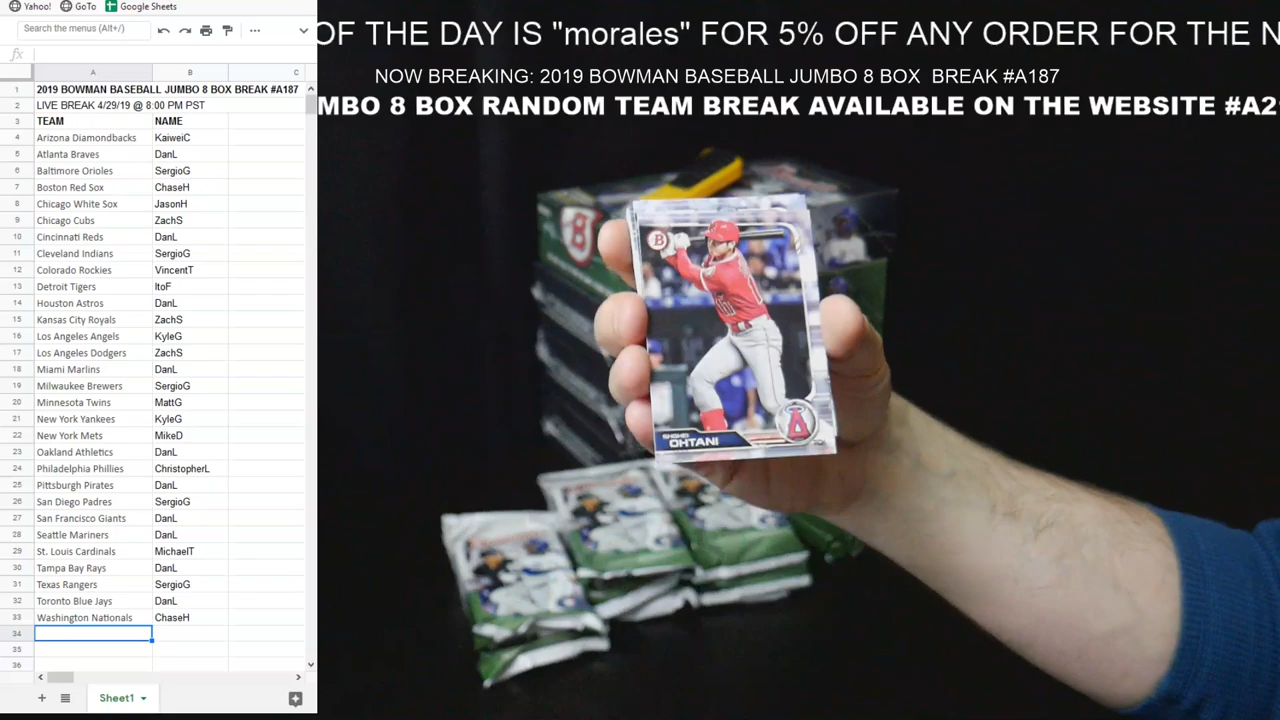 Yahoo! GoTo Google Sheets
Search the menus (Alt+/)
fx
A B C
1 2019 BOWMAN BASEBALL JUMBO 8 BOX BREAK #A187
2 LIVE BREAK 4/29/19 @ 8:00 PM PST
3 TEAM NAME
4 Arizona Diamondbacks KaiweiC
5 Atlanta Braves DanL
6 Baltimore Orioles SergioG
7 Boston Red Sox ChaseH
8 Chicago White Sox JasonH
9 Chicago Cubs ZachS
10 Cincinnati Reds DanL
11 Cleveland Indians SergioG
12 Colorado Rockies VincentT
13 Detroit Tigers ItoF
14 Houston Astros DanL
15 Kansas City Royals ZachS
16 Los Angeles Angels KyleG
17 Los Angeles Dodgers ZachS
18 Miami Marlins DanL
19 Milwaukee Brewers SergioG
20 Minnesota Twins MattG
21 New York Yankees KyleG
22 New York Mets MikeD
23 Oakland Athletics DanL
24 Philadelphia Phillies ChristopherL
25 Pittsburgh Pirates DanL
26 San Diego Padres SergioG
27 San Francisco Giants DanL
28 Seattle Mariners DanL
29 St. Louis Cardinals MichaelT
30 Tampa Bay Rays DanL
31 Texas Rangers SergioG
32 Toronto Blue Jays DanL
33 Washington Nationals ChaseH
34
35
36
Sheet1
OF THE DAY IS "morales" FOR 5% OFF ANY ORDER FOR THE N
NOW BREAKING: 2019 BOWMAN BASEBALL JUMBO 8 BOX BREAK #A187
MBO 8 BOX RANDOM TEAM BREAK AVAILABLE ON THE WEBSITE #A2
B
SHOHEI
OHTANI
A